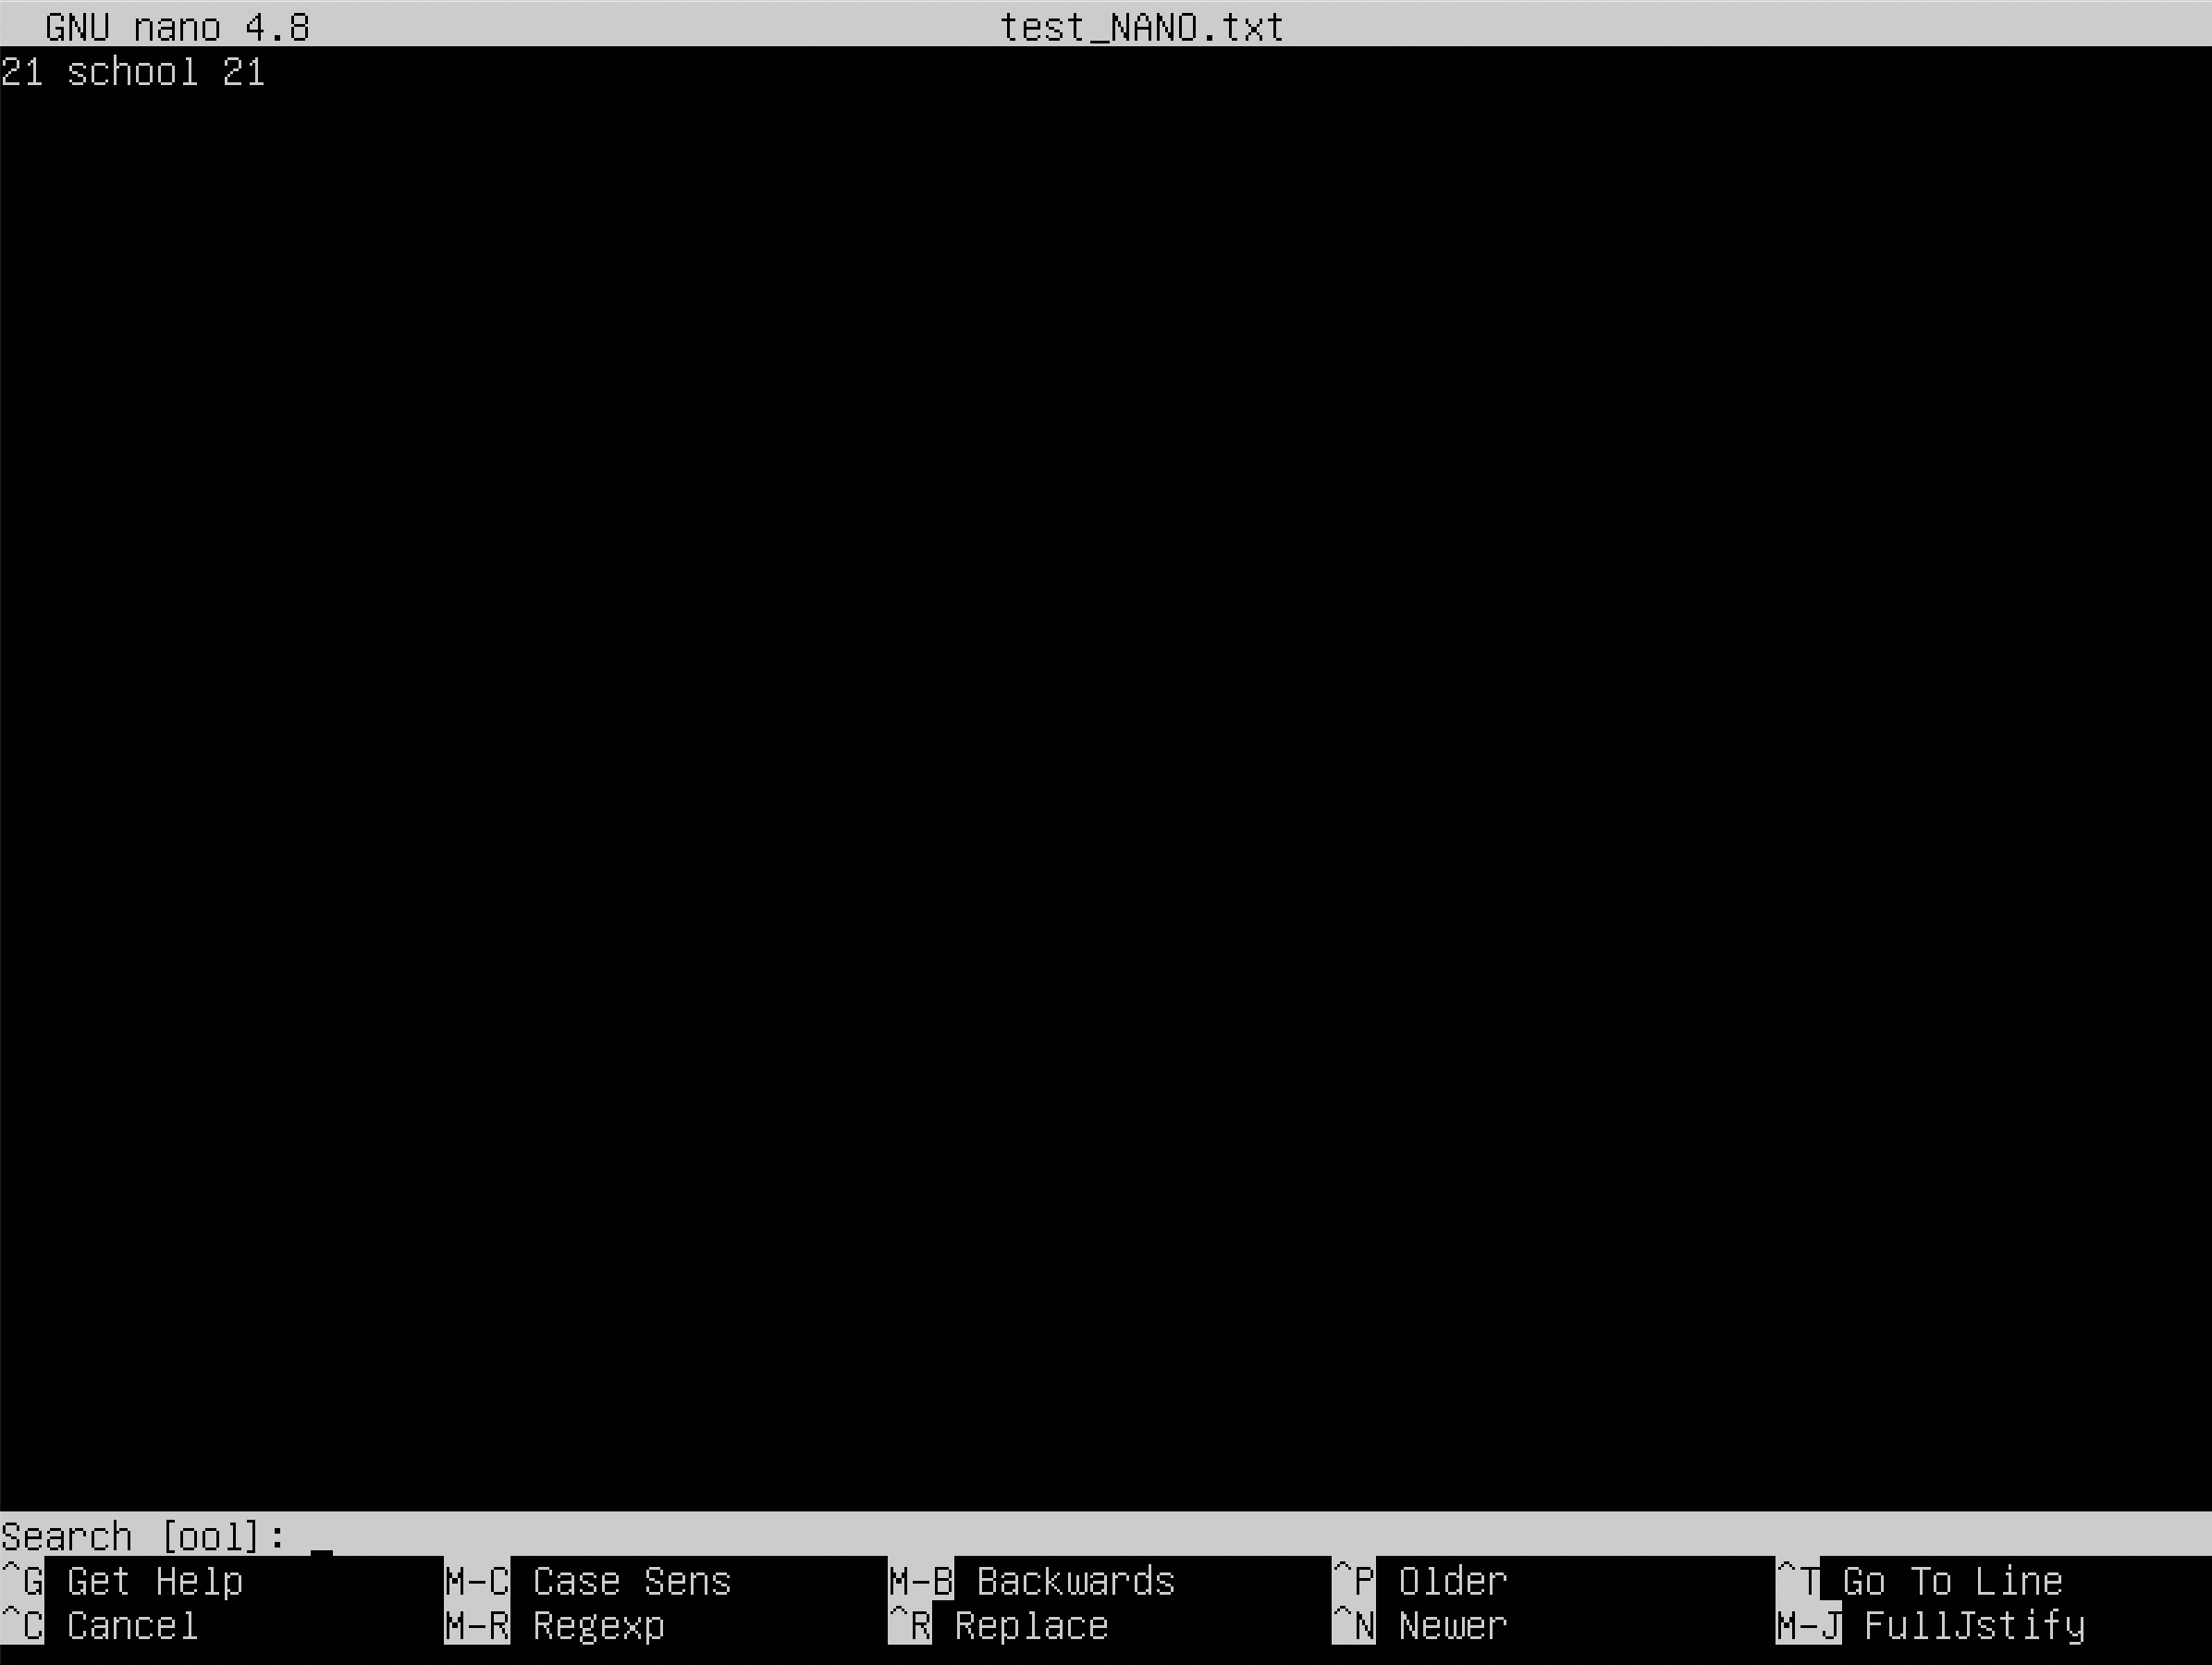 GNU nano 4.8 test_NANO.txt
21 school 21
Search [ool]:
^G Get Help M-C Case Sens M-B Backwards ^P Older ^T Go To Line
^C Cancel M-R Regexp ^R Replace ^N Newer M-J FullJstify